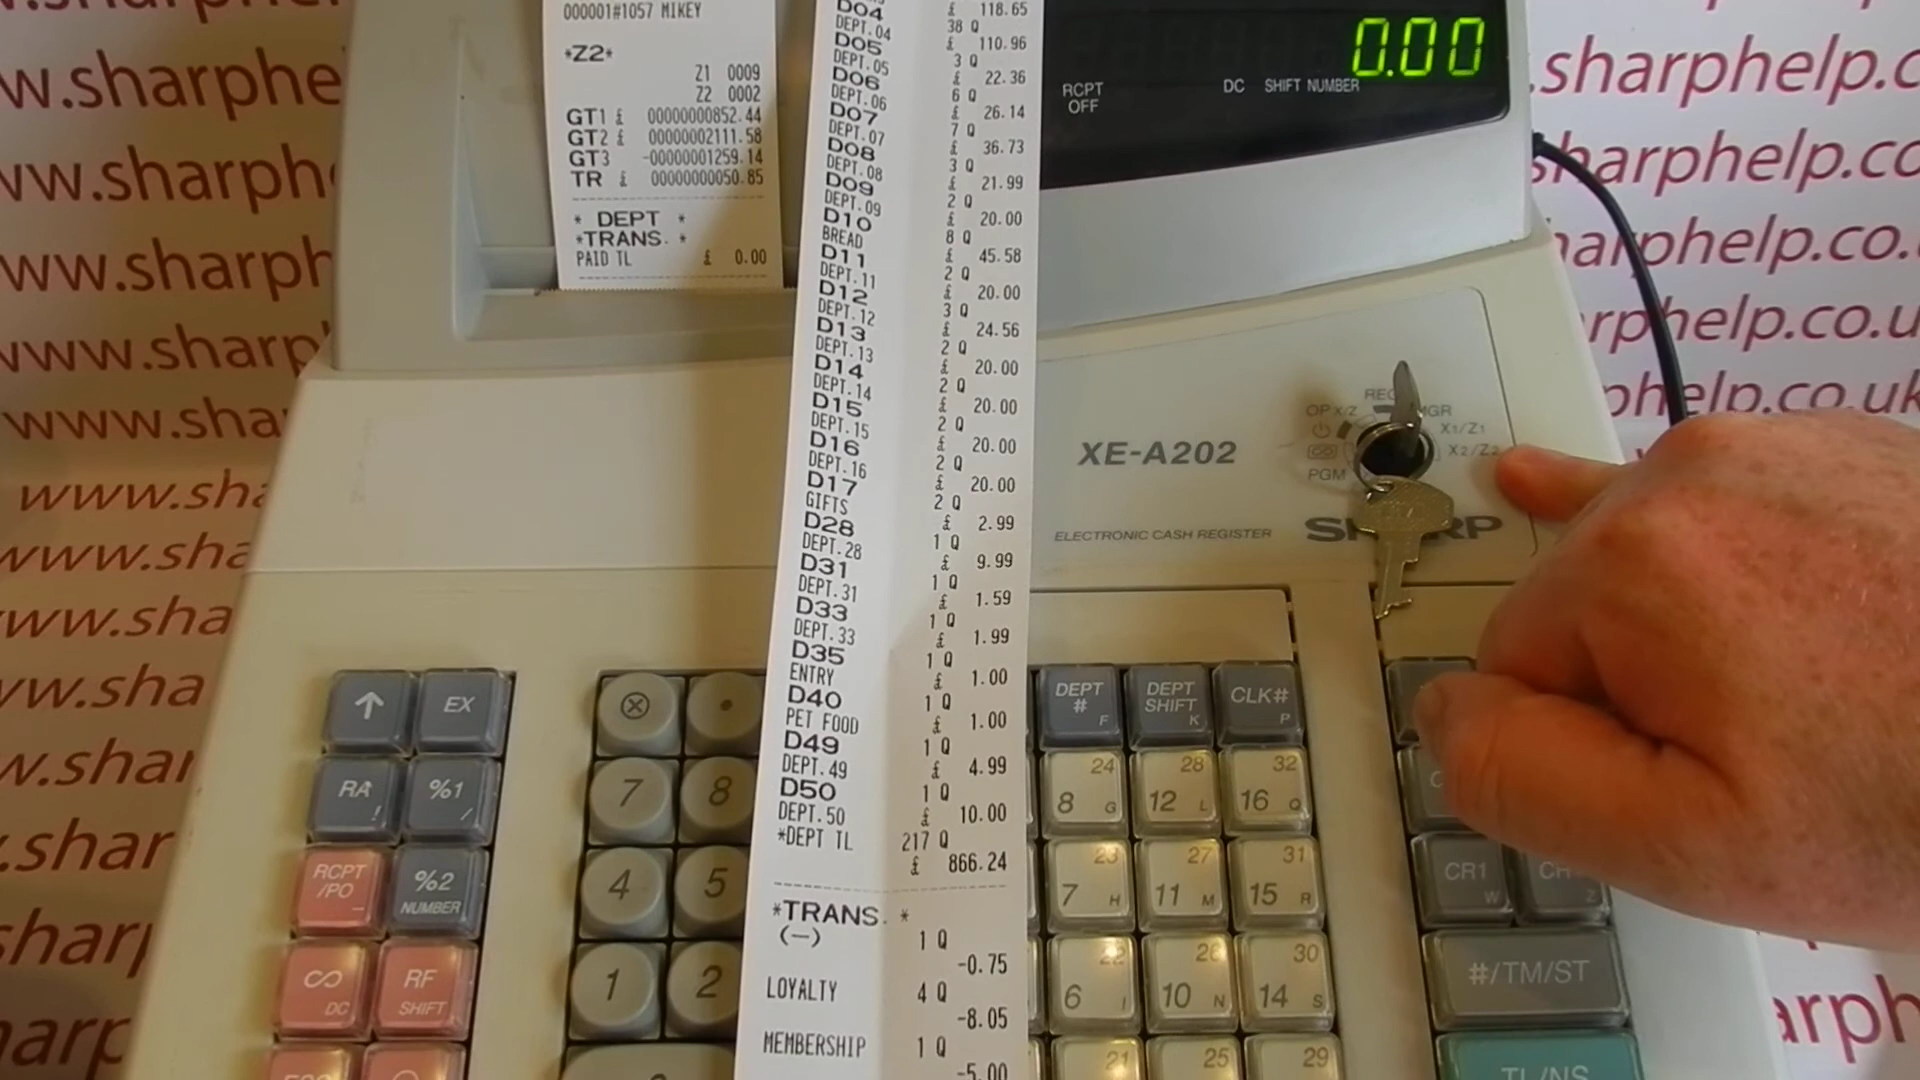 000001#1057 MIKEY
*Z2*
Z1 0009
Z2 0002
GT1 £ 00000000852.44
GT2 £ 00000002111.58
GT3 -00000001259.14
TR £ 00000000050.85
* DEPT *
*TRANS. *
PAID TL £ 0.00
£ 118.65
D04 38 Q
DEPT.04 £ 110.96
D05 3 Q
DEPT.05 £ 22.36
D06 6 Q
DEPT.06 £ 26.14
D07 7 Q
DEPT.07 £ 36.73
D08 3 Q
DEPT.08 £ 21.99
D09 2 Q
DEPT.09 £ 20.00
D10 8 Q
BREAD £ 45.58
D11 2 Q
DEPT.11 £ 20.00
D12 3 Q
DEPT.12 £ 24.56
D13 2 Q
DEPT.13 £ 20.00
D14 2 Q
DEPT.14 £ 20.00
D15 2 Q
DEPT.15 £ 20.00
D16 2 Q
DEPT.16 £ 20.00
D17 2 Q
GIFTS £ 2.99
D28 1 Q
DEPT.28 £ 9.99
D31 1 Q
DEPT.31 £ 1.59
D33 1 Q
DEPT.33 £ 1.99
D35 1 Q
ENTRY £ 1.00
D40 1 Q
PET FOOD £ 1.00
D49 1 Q
DEPT.49 £ 4.99
D50 1 Q
DEPT.50 £ 10.00
*DEPT TL 217 Q
£ 866.24
*TRANS. *
(-) 1 Q
-0.75
LOYALTY 4 Q
-8.05
MEMBERSHIP 1 Q
-5.00
0.00
RCPT OFF
DC SHIFT NUMBER
XE-A202
ELECTRONIC CASH REGISTER
REG
OP X/Z
MGR
X1/Z1
X2/Z2
PGM
SHARP
EX
RA !
%1 /
RCPT /PO
%2 NUMBER
DC
RF SHIFT
7 8
4 5
1 2
DEPT # F
DEPT SHIFT K
CLK# P
24 8 G
28 12 L
32 16 Q
23 7 H
27 11 M
31 15 R
22 6 I
26 10 N
30 14 S
21
25
29
CR1 W
CH Z
#/TM/ST
TL/NS
www.sharphelp.co.uk